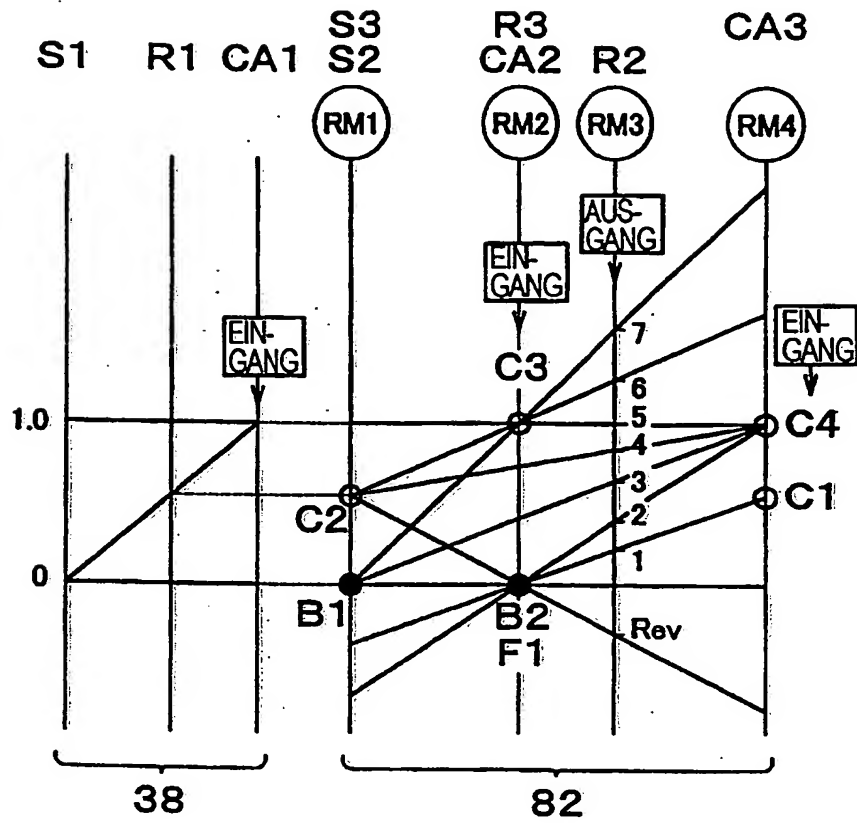 S3 R3 CA3
S1 R1 CA1 S2 CA2 R2
RM1 RM2 RM3 RM4
AUS-
GANG
EIN-
GANG
EIN-
GANG
EIN-
GANG
7
C3
6
1.0
5
C4
4
3
C1
C2
2
1
0
B1
B2
Rev
F1
38 82